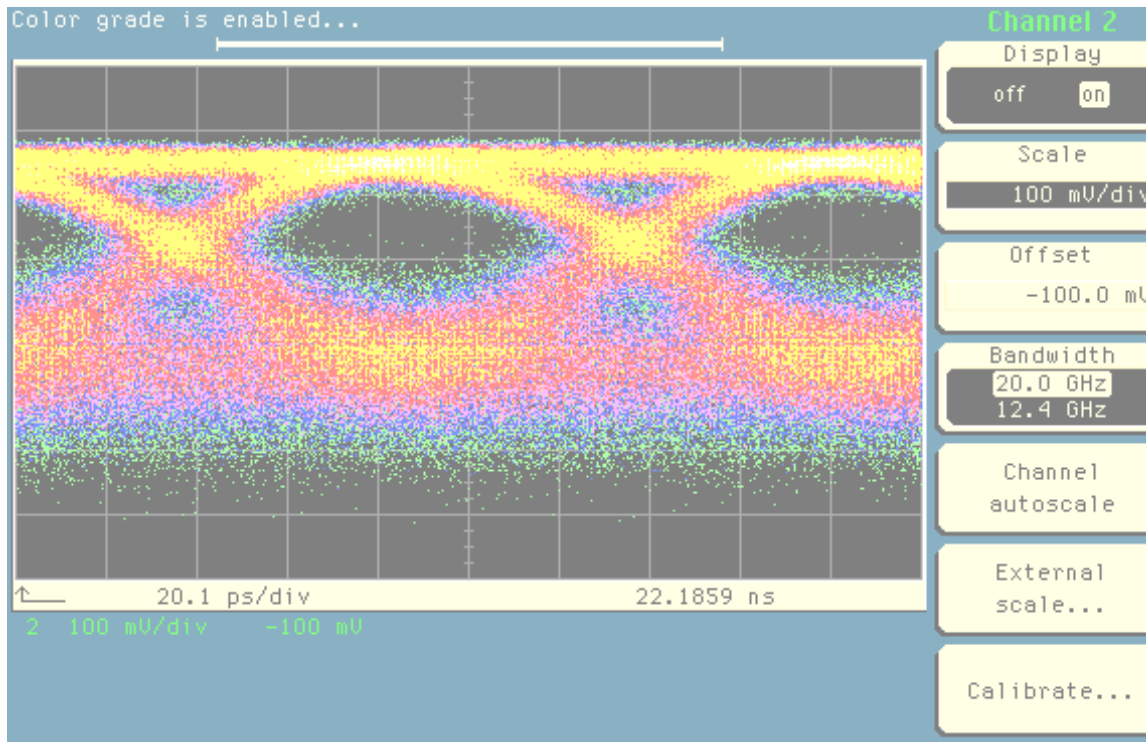 Color grade is enabled...
Channel 2
Display
off on
Scale
100 mV/div
Offset
-100.0 mV
Bandwidth
20.0 GHz
12.4 GHz
Channel
autoscale
External
scale...
Calibrate...
20.1 ps/div 22.1859 ns
2 100 mV/div -100 mV